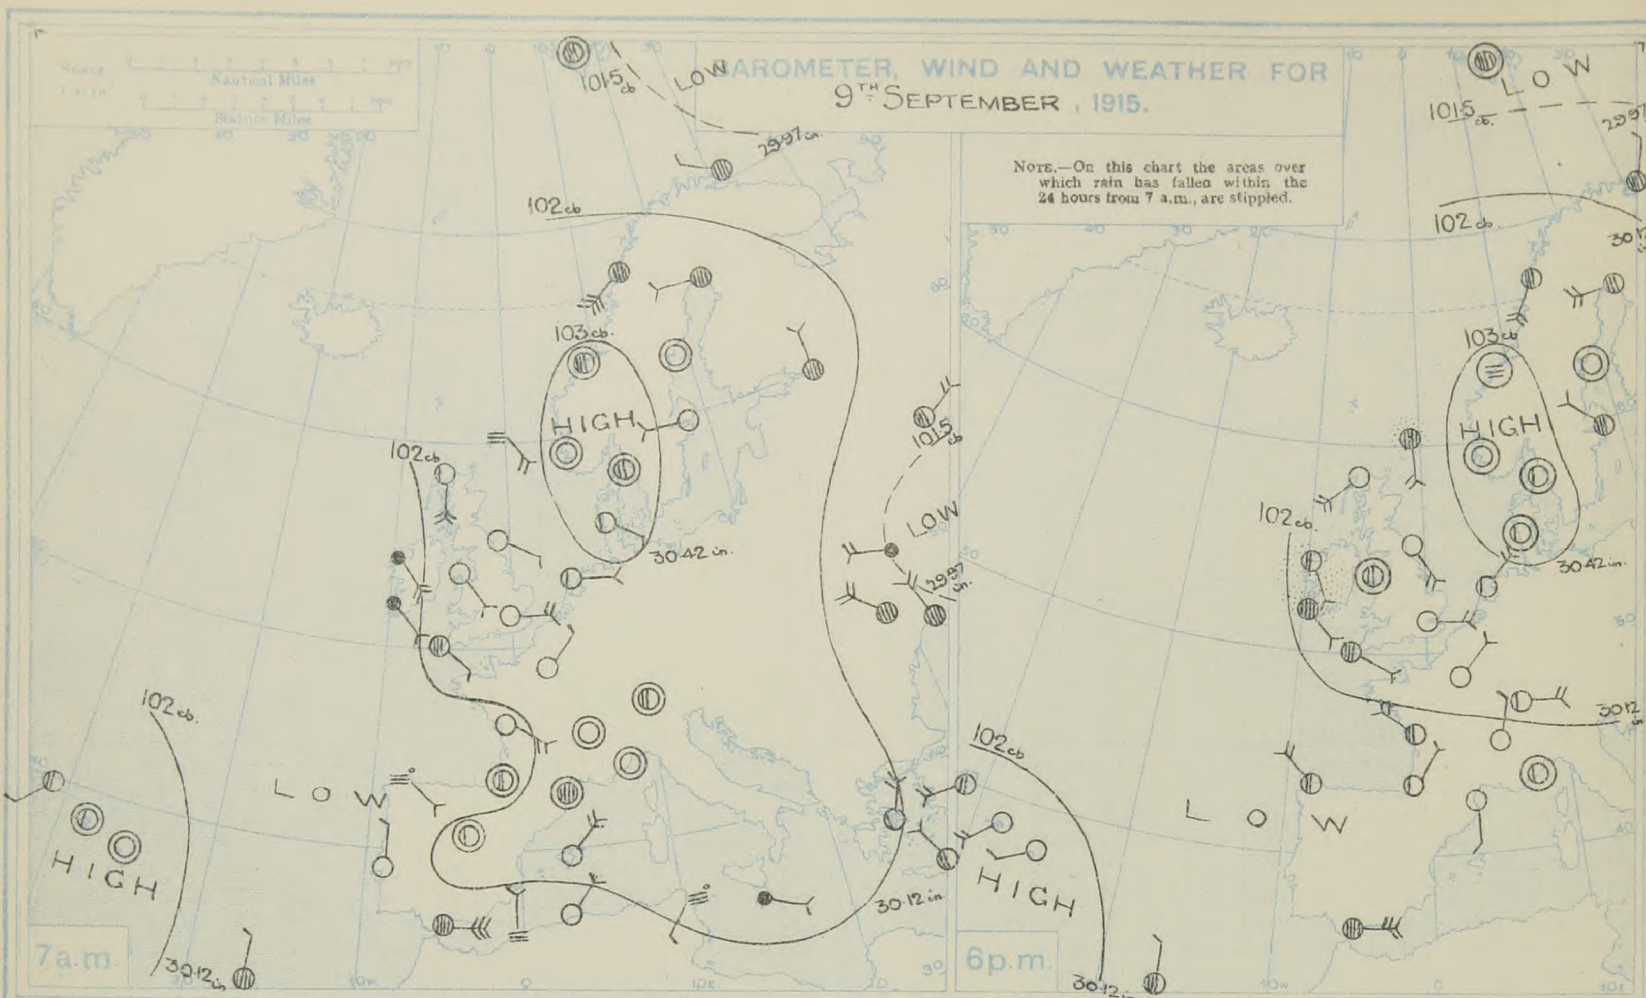 Nautical Miles
Statute Miles
BAROMETER, WIND AND WEATHER FOR
9TH SEPTEMBER, 1915.
NOTE.—On this chart the areas over
which rain has fallen within the
24 hours from 7 a.m., are stippled.
101·5 cb
LOW
29·97 in.
102 cb
103 cb.
HIGH
102 cb
30·42 in.
101·5 cb
LOW
29·97 in.
102 cb.
LOW
HIGH
30·12 in
30·12 in
7 a.m.
LOW
101·5 cb.
29·97
102 cb.
30·12 in
103 cb
HIGH
102 cb.
30·42 in.
30·12 in
102 cb
LOW
HIGH
30·12 in
6 p.m.